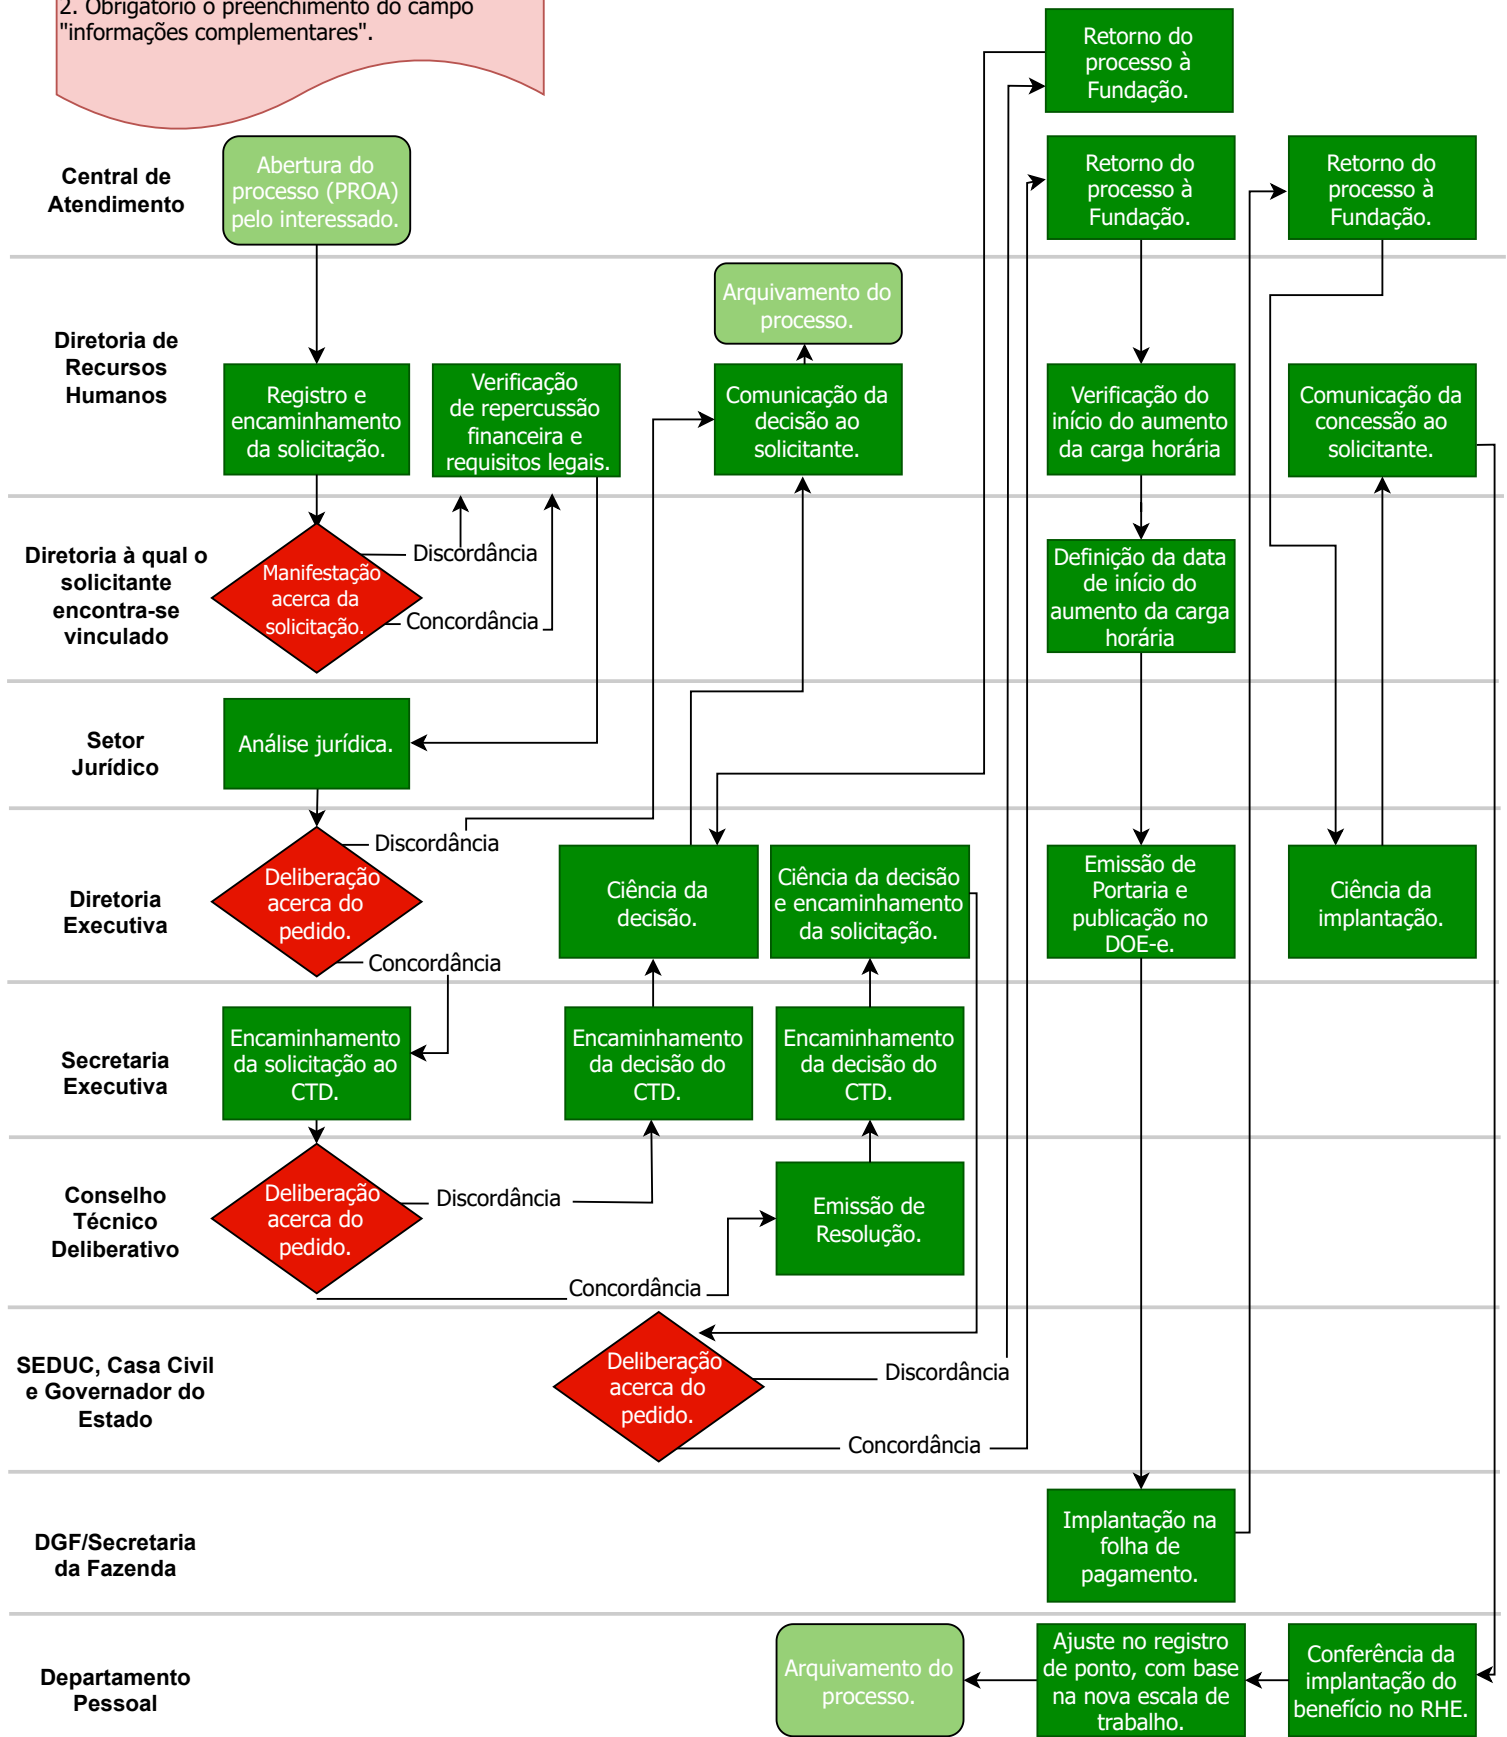 2. Obrigatório o preenchimento do campo
"informações complementares".
Retorno do
processo à
Fundação.
Central de
Atendimento
Abertura do
processo (PROA)
pelo interessado.
Retorno do
processo à
Fundação.
Retorno do
processo à
Fundação.
Diretoria de
Recursos
Humanos
Arquivamento do
processo.
Registro e
encaminhamento
da solicitação.
Verificação
de repercussão
financeira e
requisitos legais.
Comunicação da
decisão ao
solicitante.
Verificação do
início do aumento
da carga horária
Comunicação da
concessão ao
solicitante.
Diretoria à qual o
solicitante
encontra-se
vinculado
Manifestação
acerca da
solicitação.
Discordância
Concordância
Definição da data
de início do
aumento da carga
horária
Setor
Jurídico
Análise jurídica.
Diretoria
Executiva
Deliberação
acerca do
pedido.
Discordância
Concordância
Ciência da
decisão.
Ciência da decisão
e encaminhamento
da solicitação.
Emissão de
Portaria e
publicação no
DOE-e.
Ciência da
implantação.
Secretaria
Executiva
Encaminhamento
da solicitação ao
CTD.
Encaminhamento
da decisão do
CTD.
Encaminhamento
da decisão do
CTD.
Conselho
Técnico
Deliberativo
Deliberação
acerca do
pedido.
Discordância
Concordância
Emissão de
Resolução.
SEDUC, Casa Civil
e Governador do
Estado
Deliberação
acerca do
pedido.
Discordância
Concordância
DGF/Secretaria
da Fazenda
Implantação na
folha de
pagamento.
Departamento
Pessoal
Arquivamento do
processo.
Ajuste no registro
de ponto, com base
na nova escala de
trabalho.
Conferência da
implantação do
benefício no RHE.